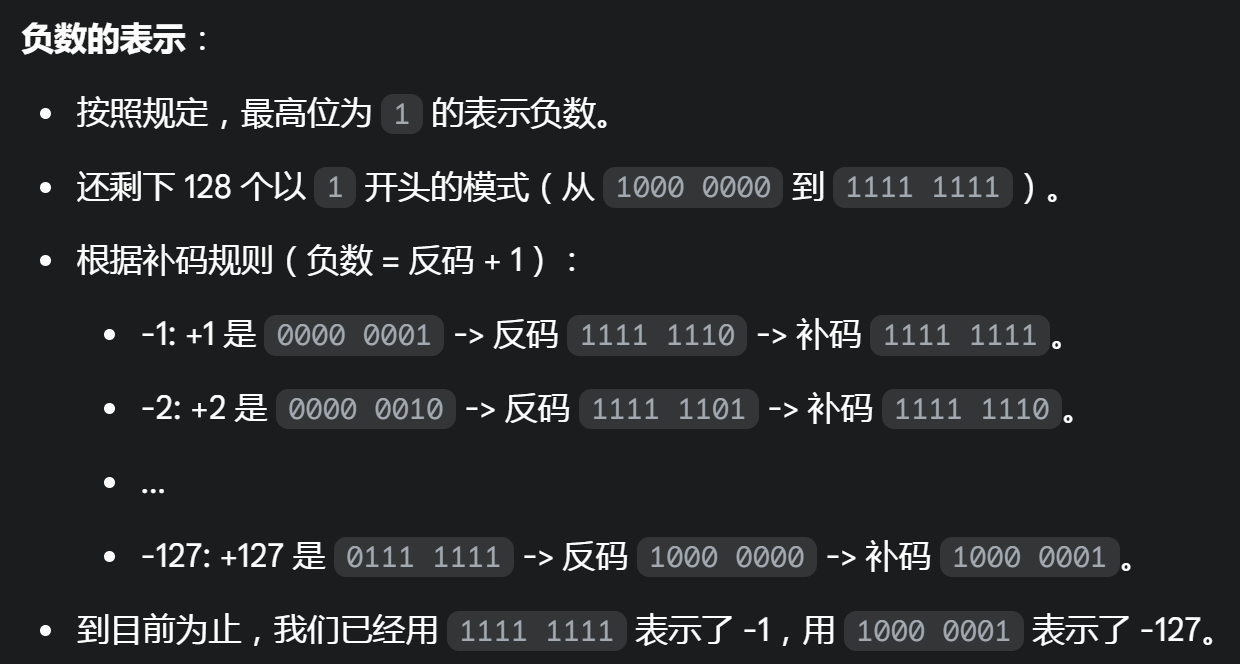 负数的表示：
• 按照规定，最高位为 1 的表示负数。
• 还剩下 128 个以 1 开头的模式（从 1000 0000 到 1111 1111）。
• 根据补码规则（负数 = 反码 + 1）：
• -1: +1 是 0000 0001 -> 反码 1111 1110 -> 补码 1111 1111。
• -2: +2 是 0000 0010 -> 反码 1111 1101 -> 补码 1111 1110。
• ...
• -127: +127 是 0111 1111 -> 反码 1000 0000 -> 补码 1000 0001。
• 到目前为止，我们已经用 1111 1111 表示了 -1，用 1000 0001 表示了 -127。